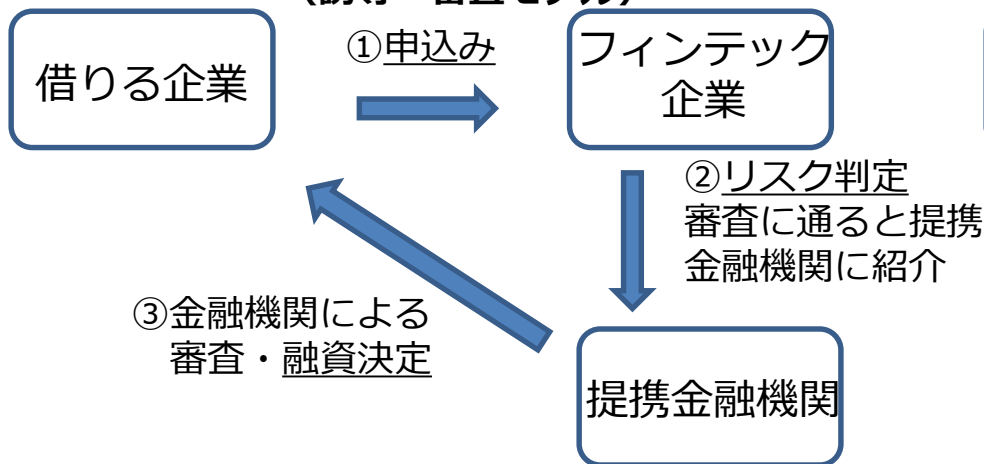 借りる企業
①申込み
フィンテック
企業
②リスク判定
審査に通ると提携
金融機関に紹介
③金融機関による
審査・融資決定
提携金融機関